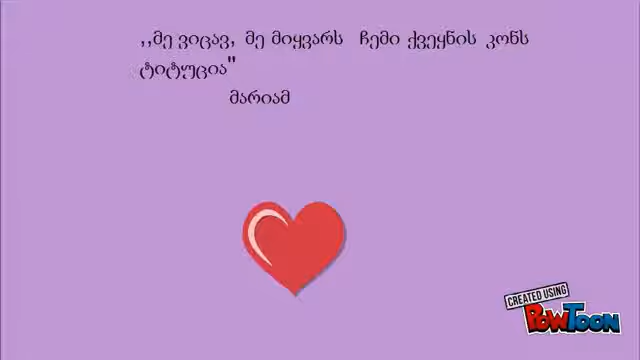 ,,მე ვიცავ, მე მიყვარს ჩემი ქვეყნის კონს
ტიტუცია"
მარიამ
CREATED USING
POWTOON